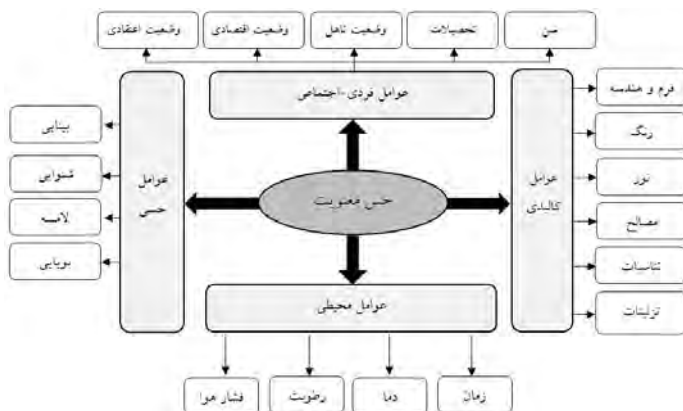 سن
تحصیلات
وضعیت تاهل
وضعیت اقتصادی
وضعیت اعتقادی
عوامل فردی-اجتماعی
فرم و هندسه
رنگ
نور
مصالح
تناسبات
تزئینات
عوامل
کالبدی
حس معنویت
عوامل
حسی
بینایی
شنوایی
لامسه
بویایی
عوامل محیطی
زمان
دما
رطوبت
فشار هوا